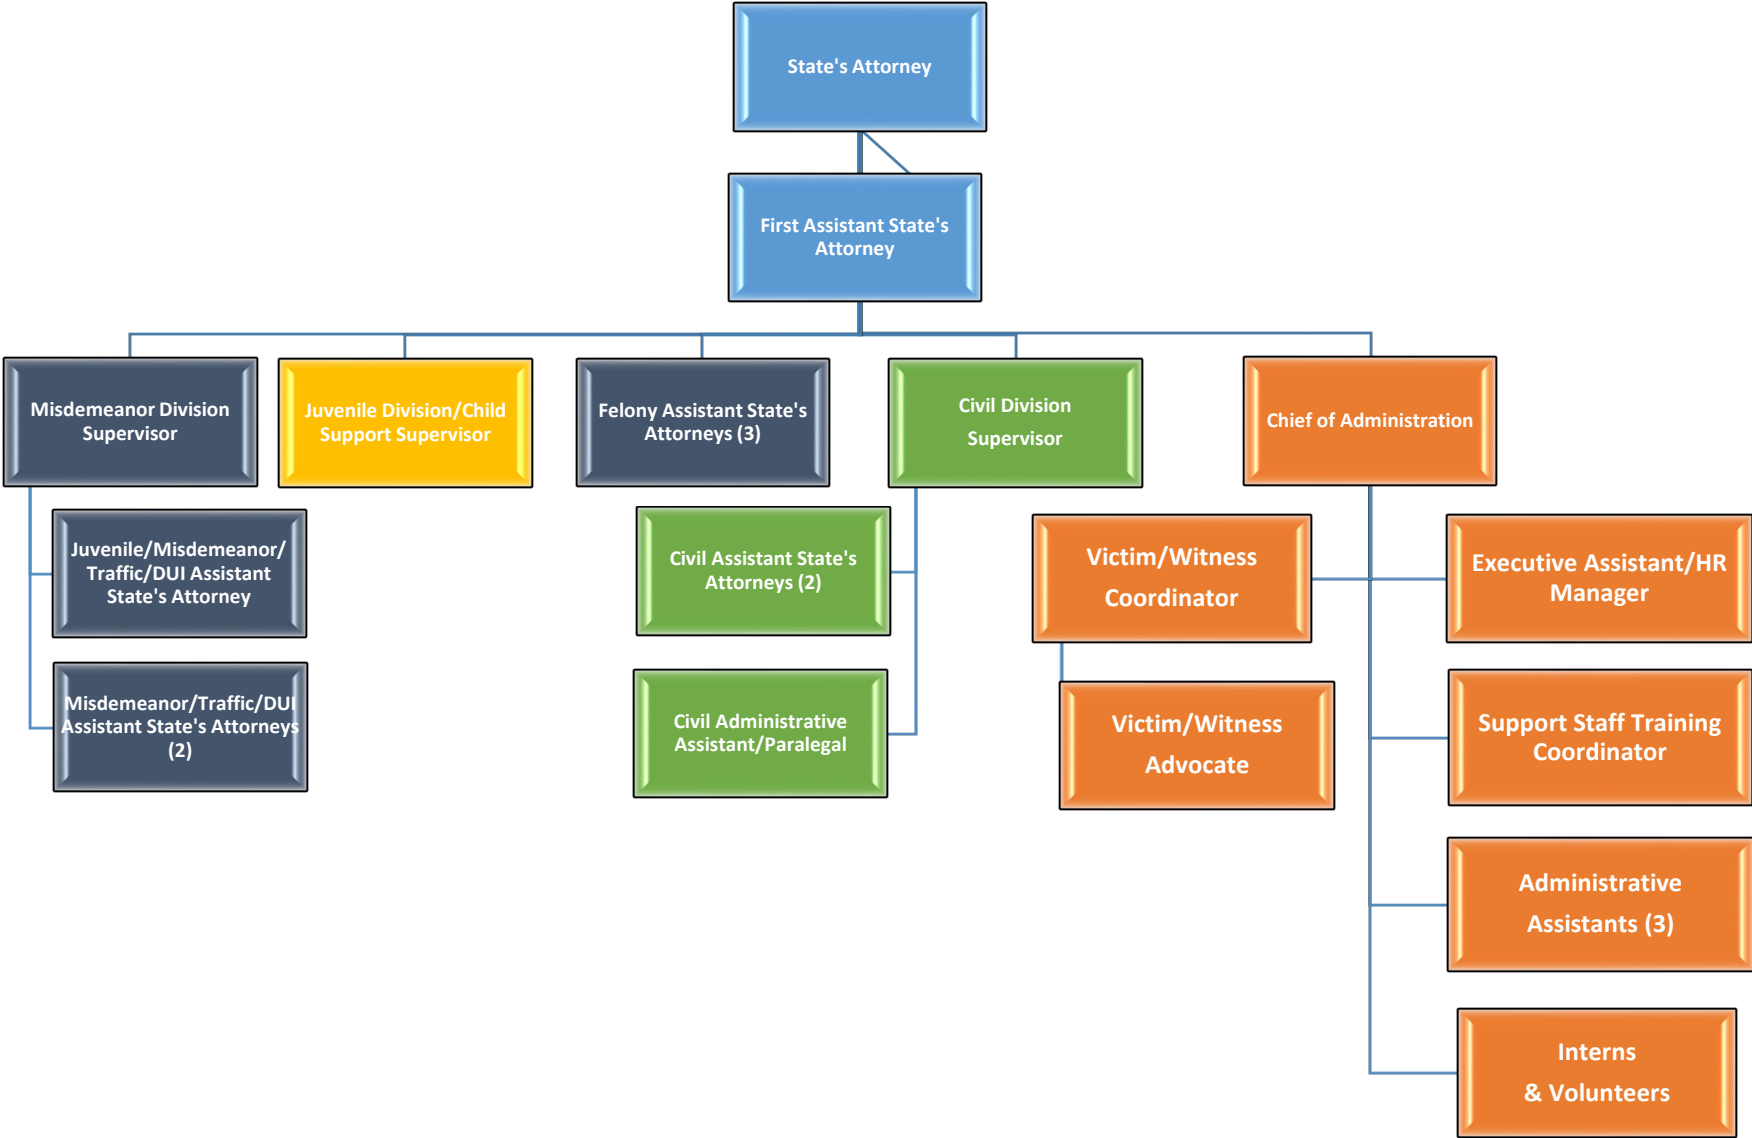 State's Attorney
First Assistant State's
Attorney
Misdemeanor Division
Supervisor
Juvenile Division/Child
Support Supervisor
Felony Assistant State's
Attorneys (3)
Civil Division
Supervisor
Chief of Administration
Juvenile/Misdemeanor/
Traffic/DUI Assistant
State's Attorney
Misdemeanor/Traffic/DUI
Assistant State's Attorneys
(2)
Civil Assistant State's
Attorneys (2)
Civil Administrative
Assistant/Paralegal
Victim/Witness
Coordinator
Victim/Witness
Advocate
Executive Assistant/HR
Manager
Support Staff Training
Coordinator
Administrative
Assistants (3)
Interns
& Volunteers